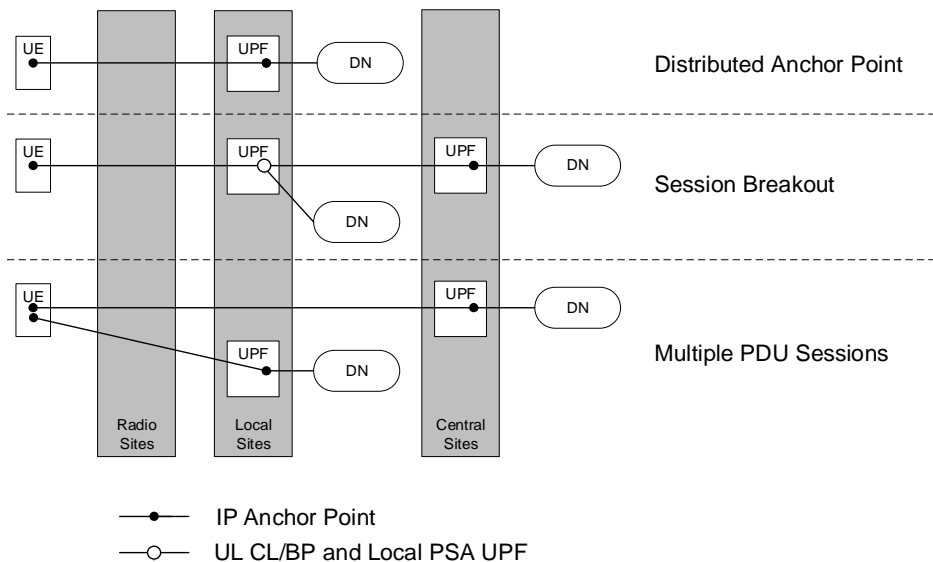 UE
UPF
DN
Distributed Anchor Point
UE
UPF
UPF
DN
Session Breakout
DN
UE
UPF
DN
UPF
DN
Multiple PDU Sessions
Radio
Sites
Local
Sites
Central
Sites
IP Anchor Point
UL CL/BP and Local PSA UPF